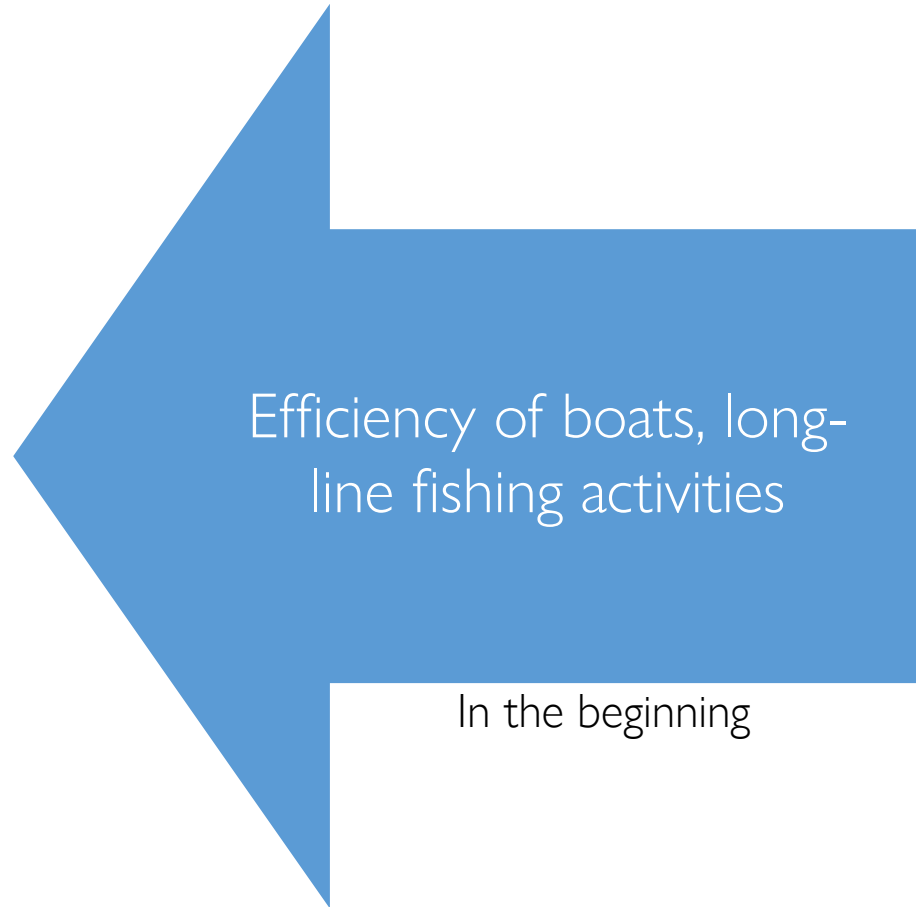 Efficiency of boats, long-
line fishing activities
In the beginning